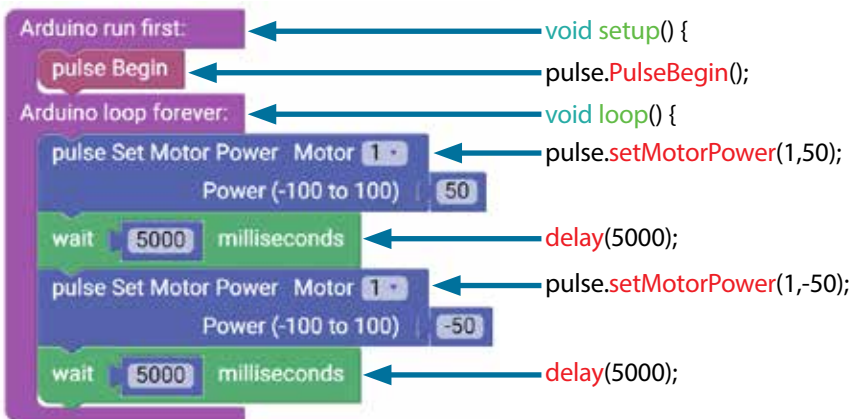 Arduino run first: void setup() {
pulse Begin pulse.PulseBegin();
Arduino loop forever: void loop() {
pulse Set Motor Power Motor 1 pulse.setMotorPower(1,50);
Power (-100 to 100) 50
wait 5000 milliseconds delay(5000);
pulse Set Motor Power Motor 1 pulse.setMotorPower(1,-50);
Power (-100 to 100) -50
wait 5000 milliseconds delay(5000);